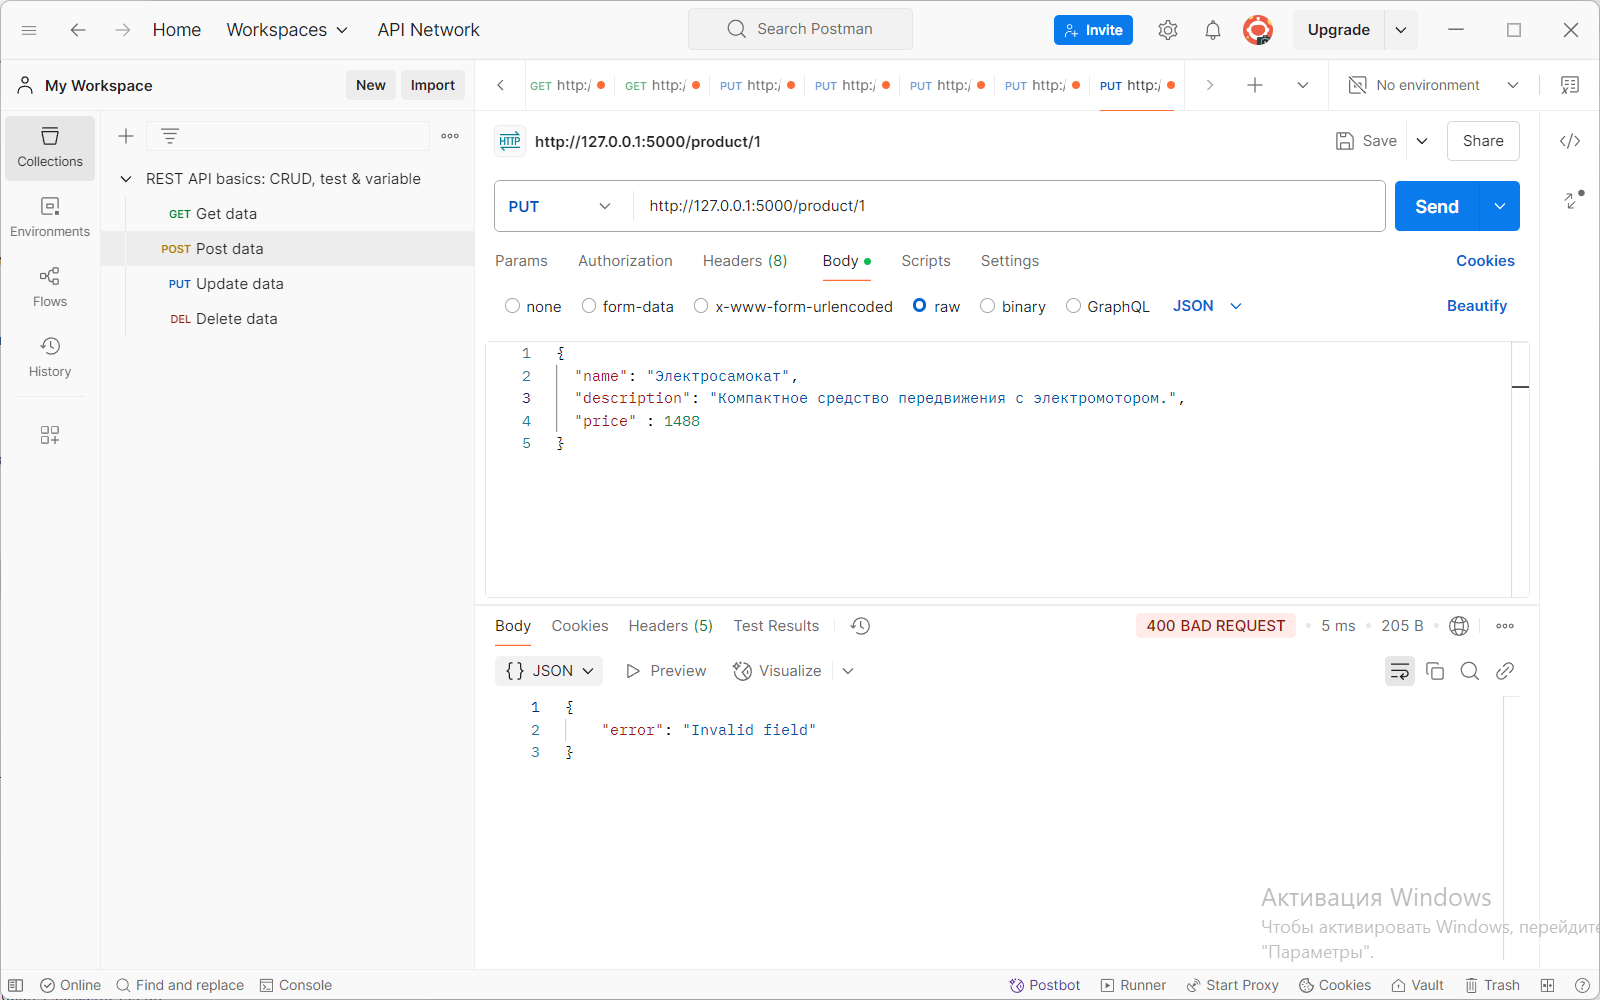 Home Workspaces API Network Search Postman Invite Upgrade
My Workspace New Import GET http:/ GET http:/ PUT http:/ PUT http:/ PUT http:/ PUT http:/ PUT http:/ No environment
Collections
Environments
Flows
History
REST API basics: CRUD, test & variable
GET Get data
POST Post data
PUT Update data
DEL Delete data
HTTP http://127.0.0.1:5000/product/1 Save Share
PUT http://127.0.0.1:5000/product/1 Send
Params Authorization Headers (8) Body Scripts Settings Cookies
none form-data x-www-form-urlencoded raw binary GraphQL JSON Beautify
1 {
2 "name": "Электросамокат",
3 "description": "Компактное средство передвижения с электромотором.",
4 "price" : 1488
5 }
Body Cookies Headers (5) Test Results 400 BAD REQUEST 5 ms 205 B
{} JSON Preview Visualize
1 {
2 "error": "Invalid field"
3 }
Активация Windows
Чтобы активировать Windows, перейдите
"Параметры".
Online Find and replace Console Postbot Runner Start Proxy Cookies Vault Trash